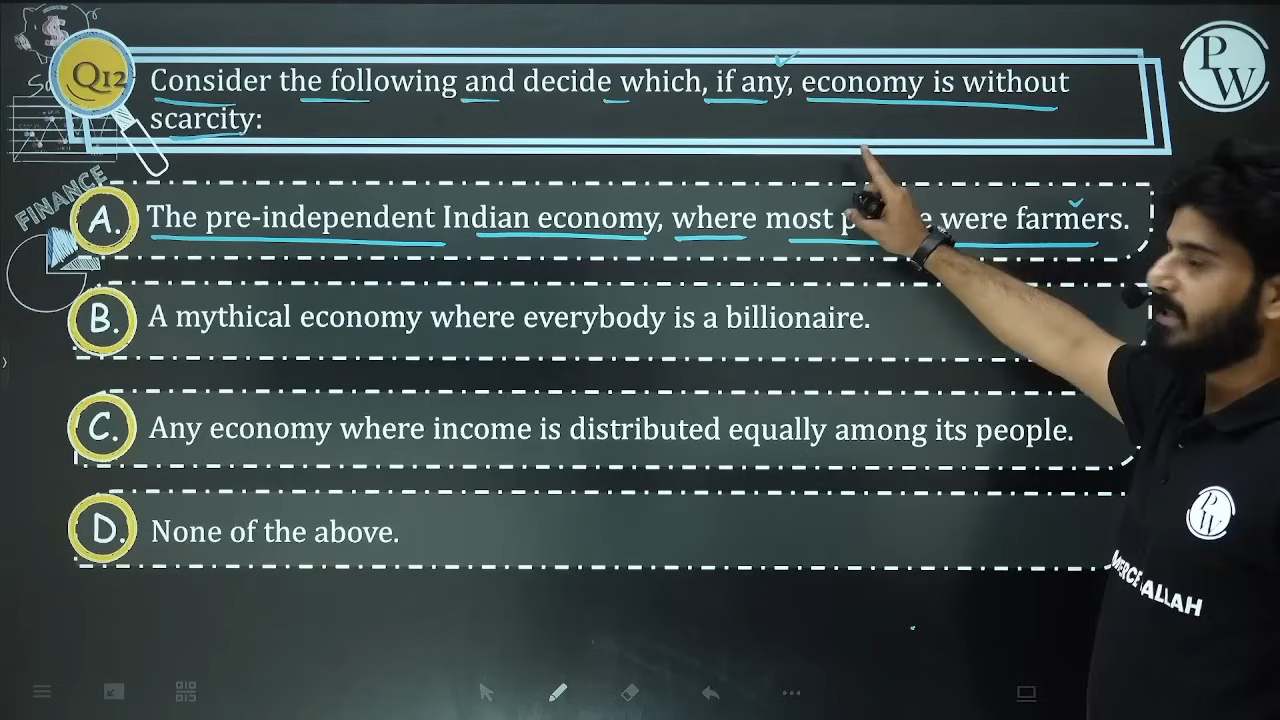 Q12
Consider the following and decide which, if any, economy is without
scarcity:
PW
FINANCE
A. The pre-independent Indian economy, where most were farmers.
B. A mythical economy where everybody is a billionaire.
C. Any economy where income is distributed equally among its people.
D. None of the above.
PW